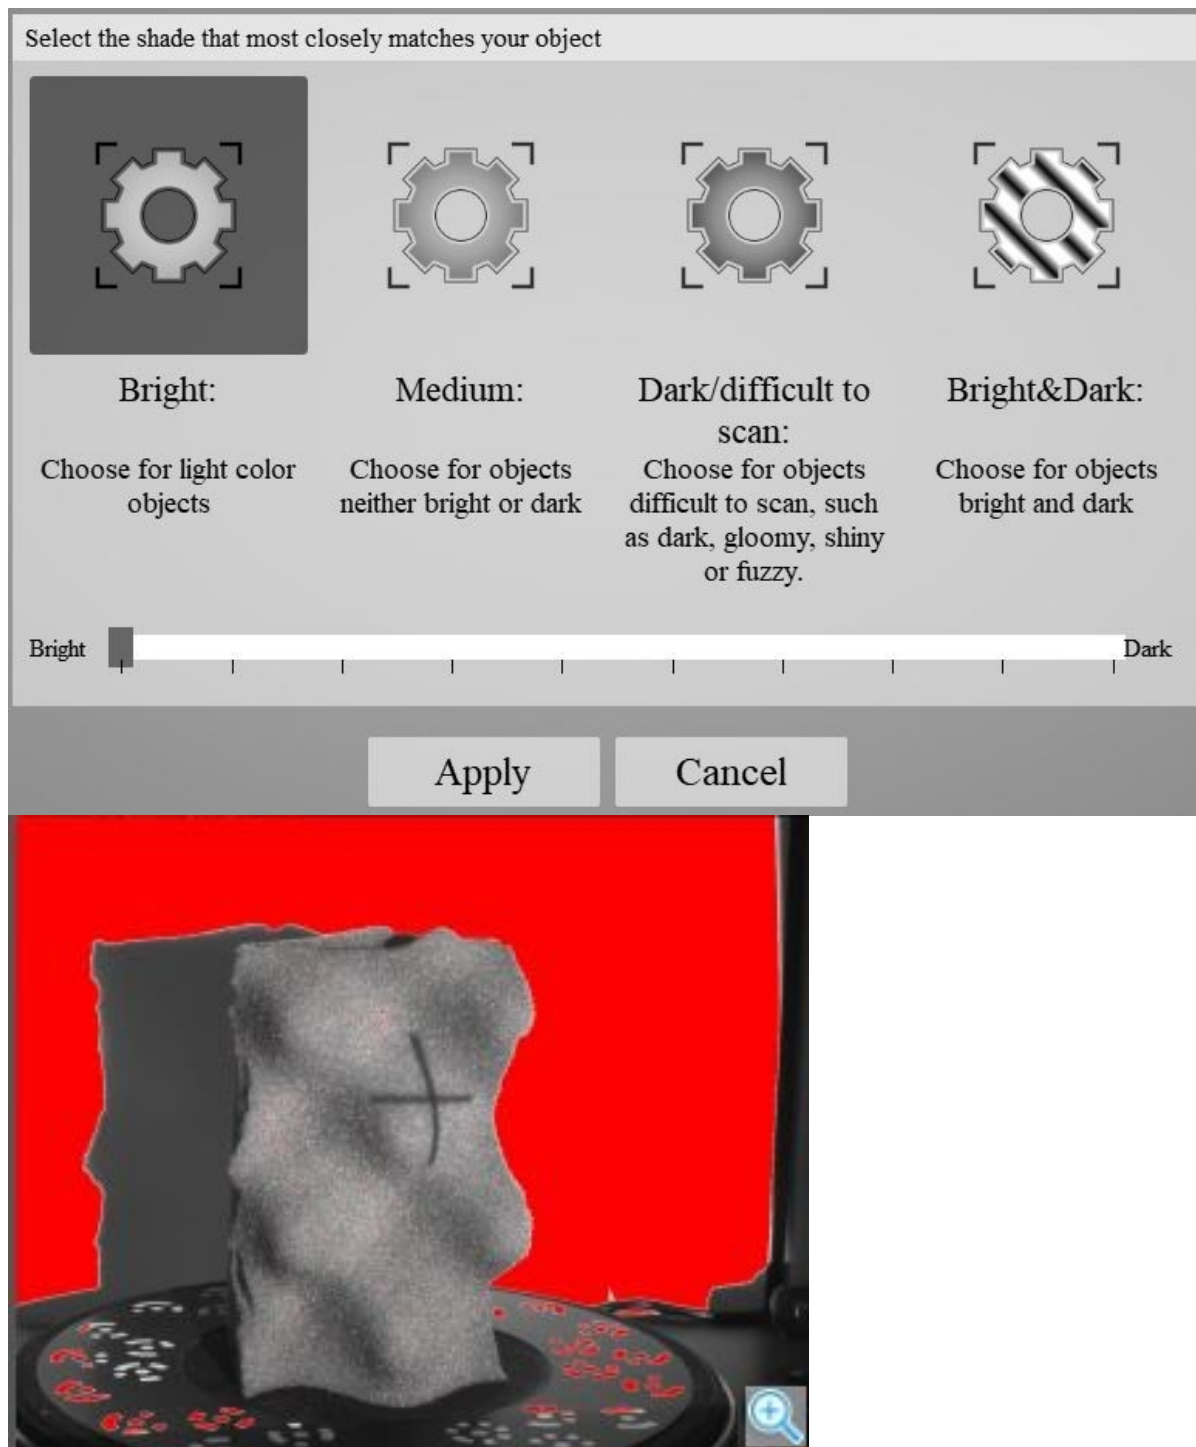 Select the shade that most closely matches your object
Bright:
Choose for light color
objects
Medium:
Choose for objects
neither bright or dark
Dark/difficult to
scan:
Choose for objects
difficult to scan, such
as dark, gloomy, shiny
or fuzzy.
Bright&Dark:
Choose for objects
bright and dark
Bright
Dark
Apply
Cancel